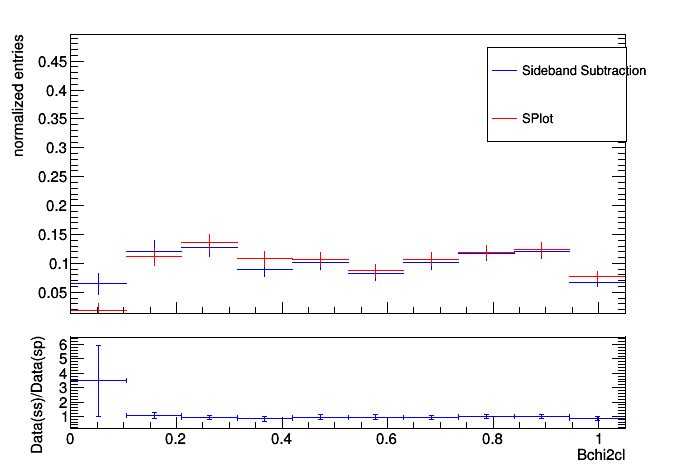 normalized entries
0.45
0.4
0.35
0.3
0.25
0.2
0.15
0.1
0.05
Sideband Subtraction
SPlot
Data(ss)/Data(sp)
6
5
4
3
2
1
0 0.2 0.4 0.6 0.8 1
Bchi2cl